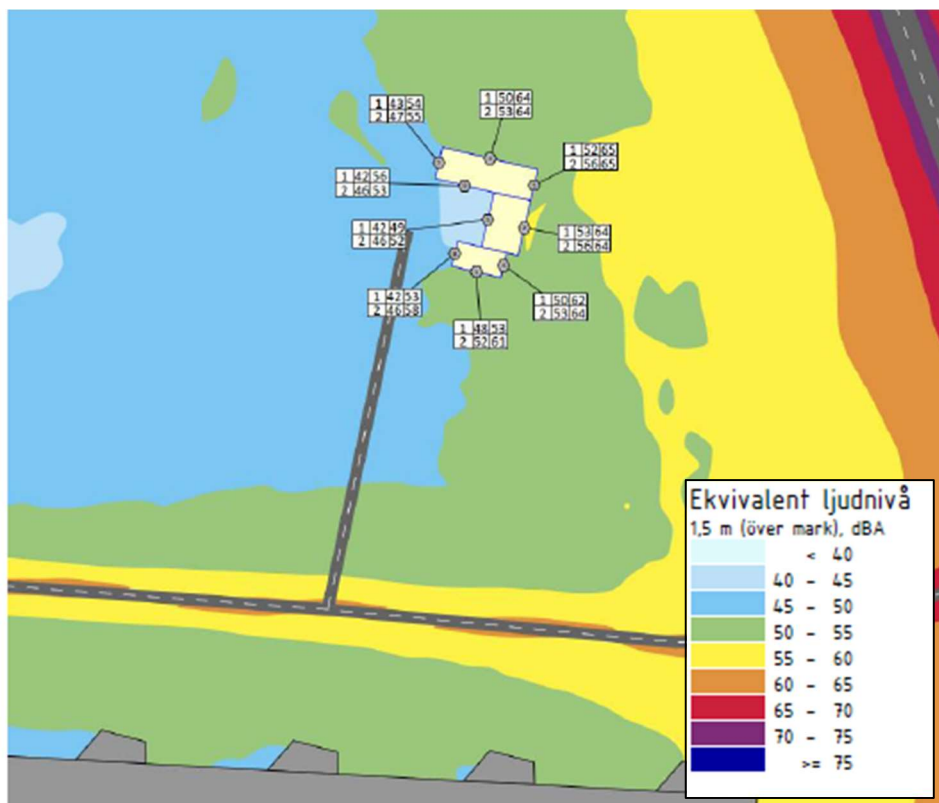 1 50 64
2 53 64
1 43 54
2 47 55
1 52 65
2 56 65
1 42 56
2 46 53
1 42 49
2 46 52
1 53 64
2 56 64
1 42 53
2 46 58
1 50 62
2 53 64
1 48 53
2 52 61
Ekvivalent ljudnivå
1,5 m (över mark), dBA
< 40
40 - 45
45 - 50
50 - 55
55 - 60
60 - 65
65 - 70
70 - 75
>= 75